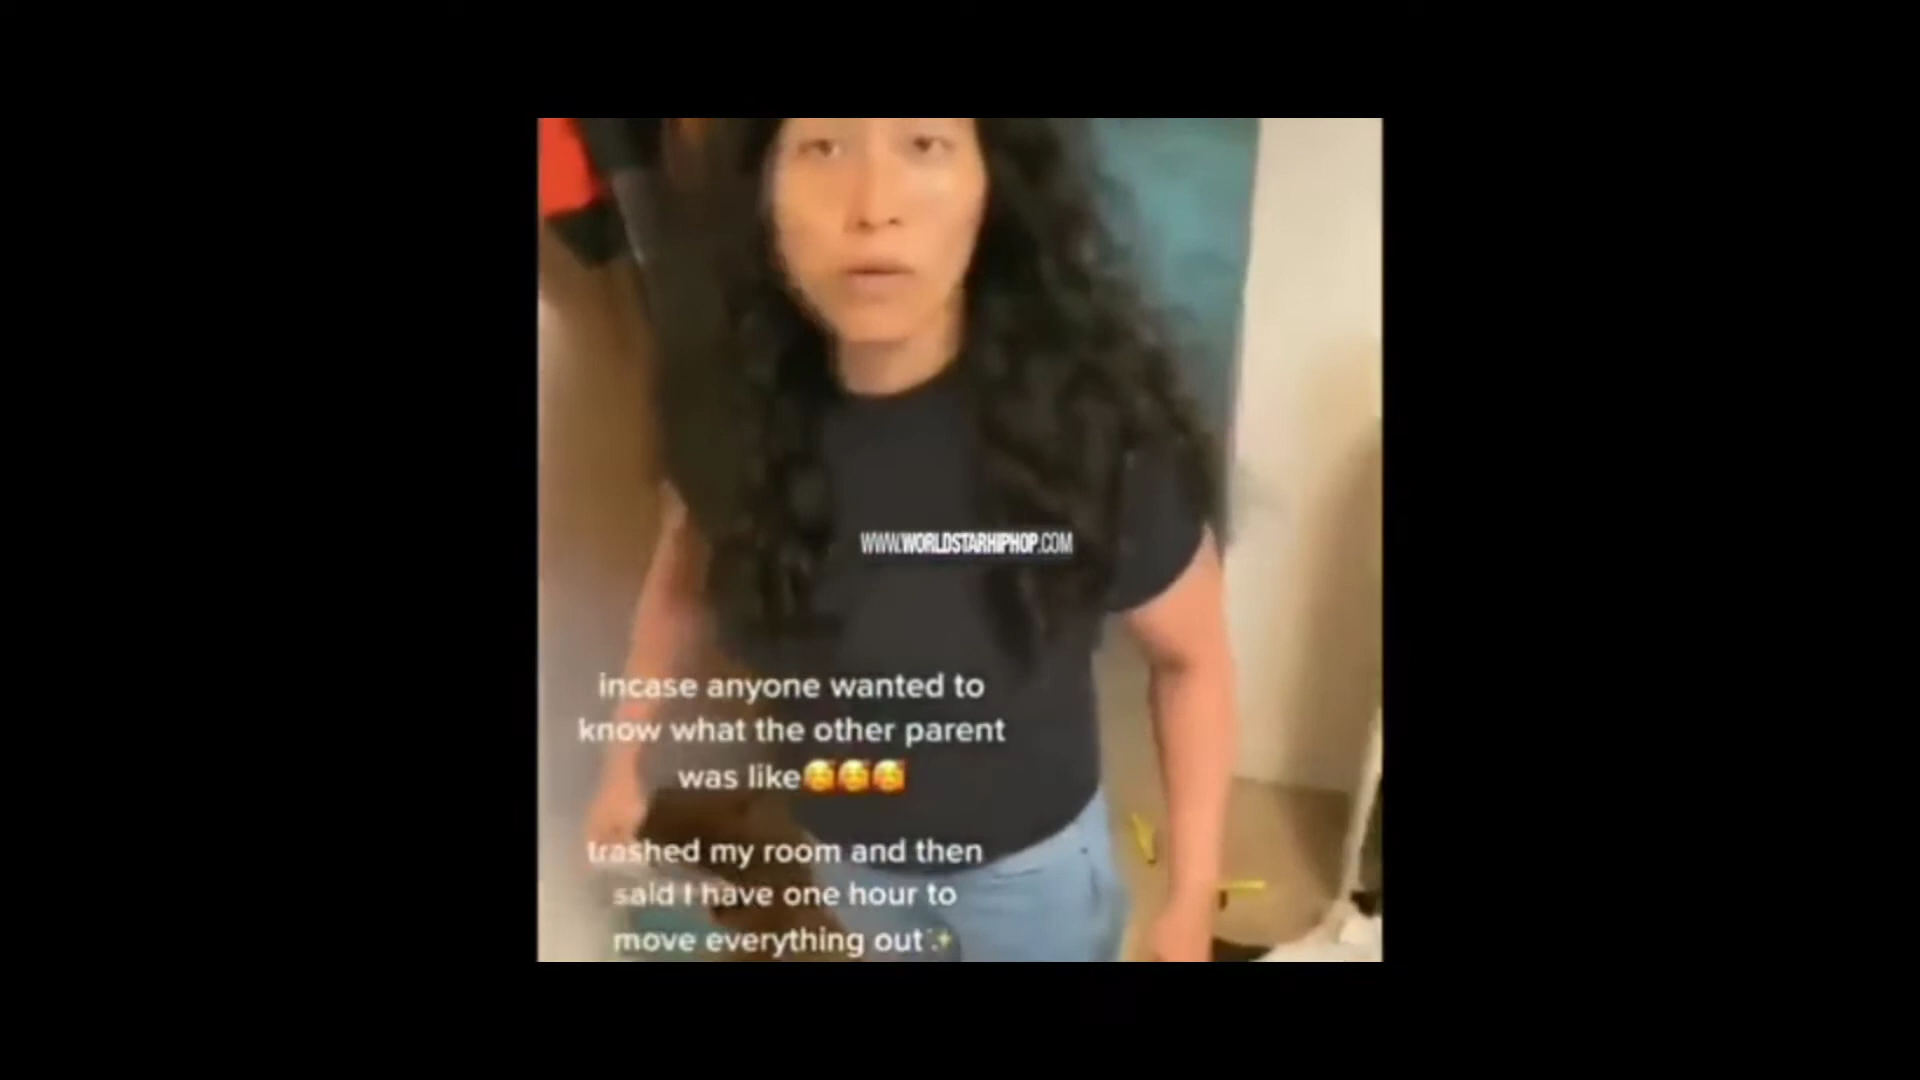 WWW.WORLDSTARHIPHOP.COM
incase anyone wanted to
know what the other parent
was like🥰🥰🥰
trashed my room and then
said I have one hour to
move everything out✨